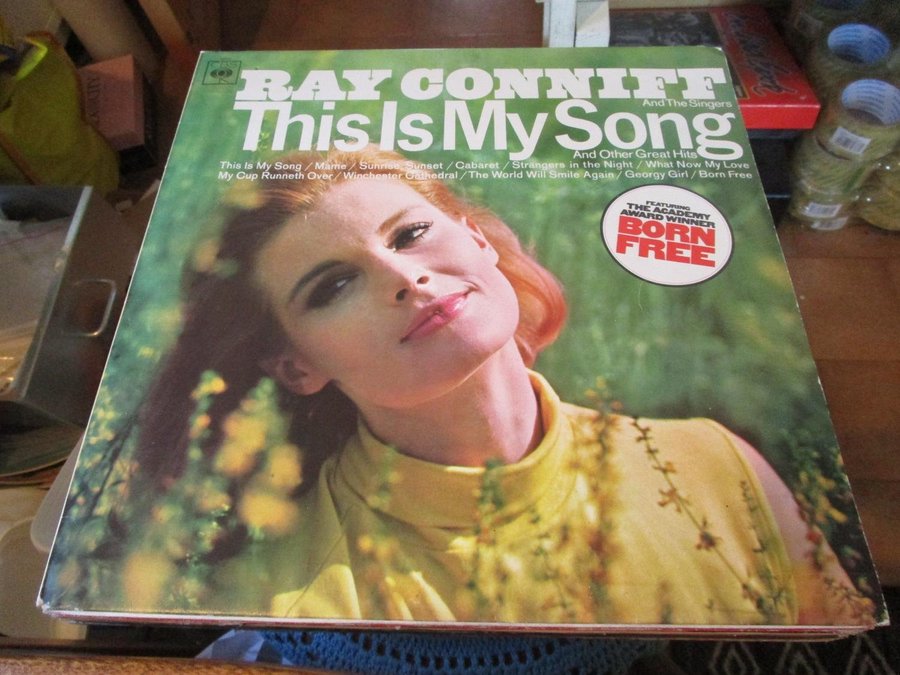 CBS
RAY CONNIFF
And The Singers
This Is My Song
And Other Great Hits
This Is My Song / Mame / Sunrise, Sunset / Cabaret / Strangers in the Night / What Now My Love
My Cup Runneth Over / Winchester Cathedral / The World Will Smile Again / Georgy Girl / Born Free
FEATURING
THE ACADEMY
AWARD WINNER
BORN
FREE